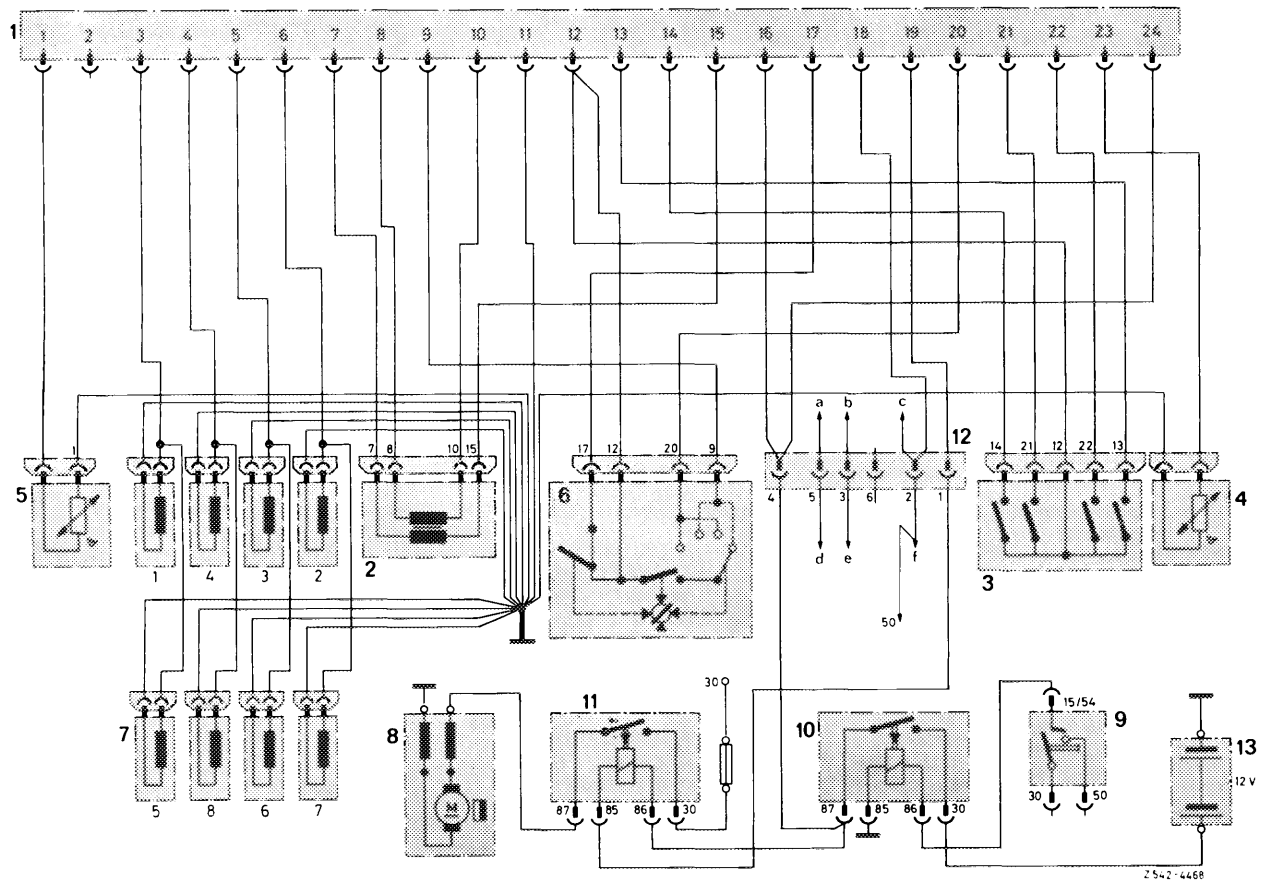 1 1 2 3 4 5 6 7 8 9 10 11 12 13 14 15 16 17 18 19 20 21 22 23 24
a b c
1 7 8 10 15 17 12 20 9 12 14 21 12 22 13
5 6 4 5 3 6 2 1 4
2 3
1 4 3 2 d e f
50
30 15/54
11 10 9
7 8 13
12 V
M
87 85 86 30 87 85 86 30 30 50
5 8 6 7
Z 542-4468